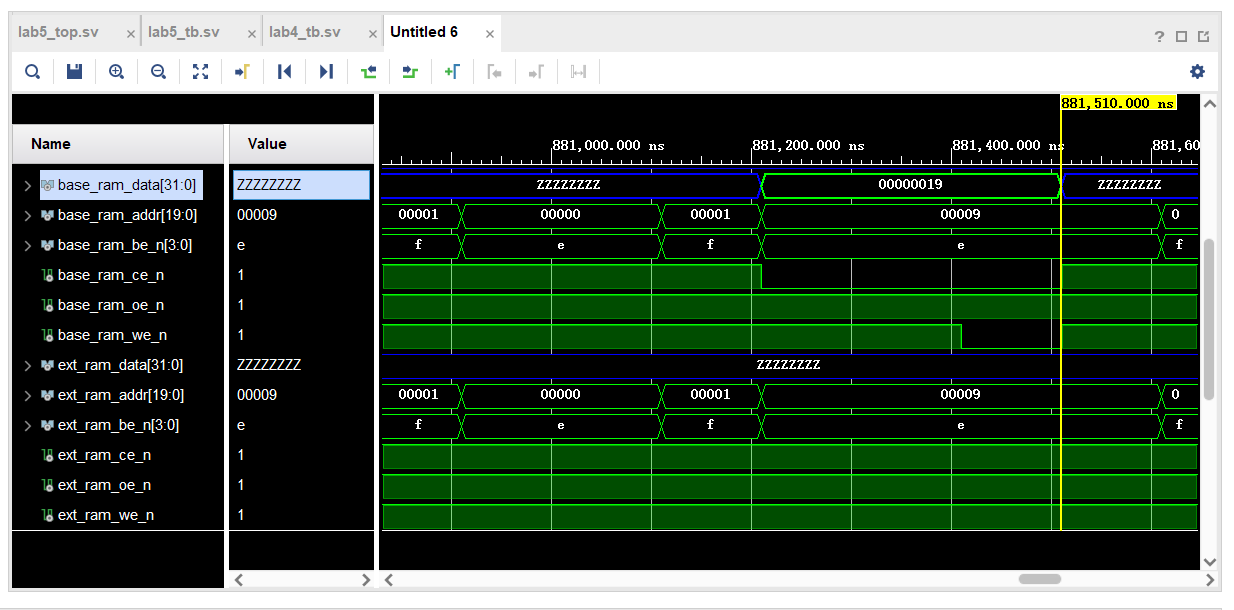 lab5_top.sv × lab5_tb.sv × lab4_tb.sv × Untitled 6 × ?
881,510.000 ns
Name Value 881,000.000 ns 881,200.000 ns 881,400.000 ns 881,60
base_ram_data[31:0] ZZZZZZZZ ZZZZZZZZ 00000019 ZZZZZZZZ
base_ram_addr[19:0] 00009 00001 00000 00001 00009 0
base_ram_be_n[3:0] e f e f e f
base_ram_ce_n 1
base_ram_oe_n 1
base_ram_we_n 1
ext_ram_data[31:0] ZZZZZZZZ ZZZZZZZZ
ext_ram_addr[19:0] 00009 00001 00000 00001 00009 0
ext_ram_be_n[3:0] e f e f e f
ext_ram_ce_n 1
ext_ram_oe_n 1
ext_ram_we_n 1